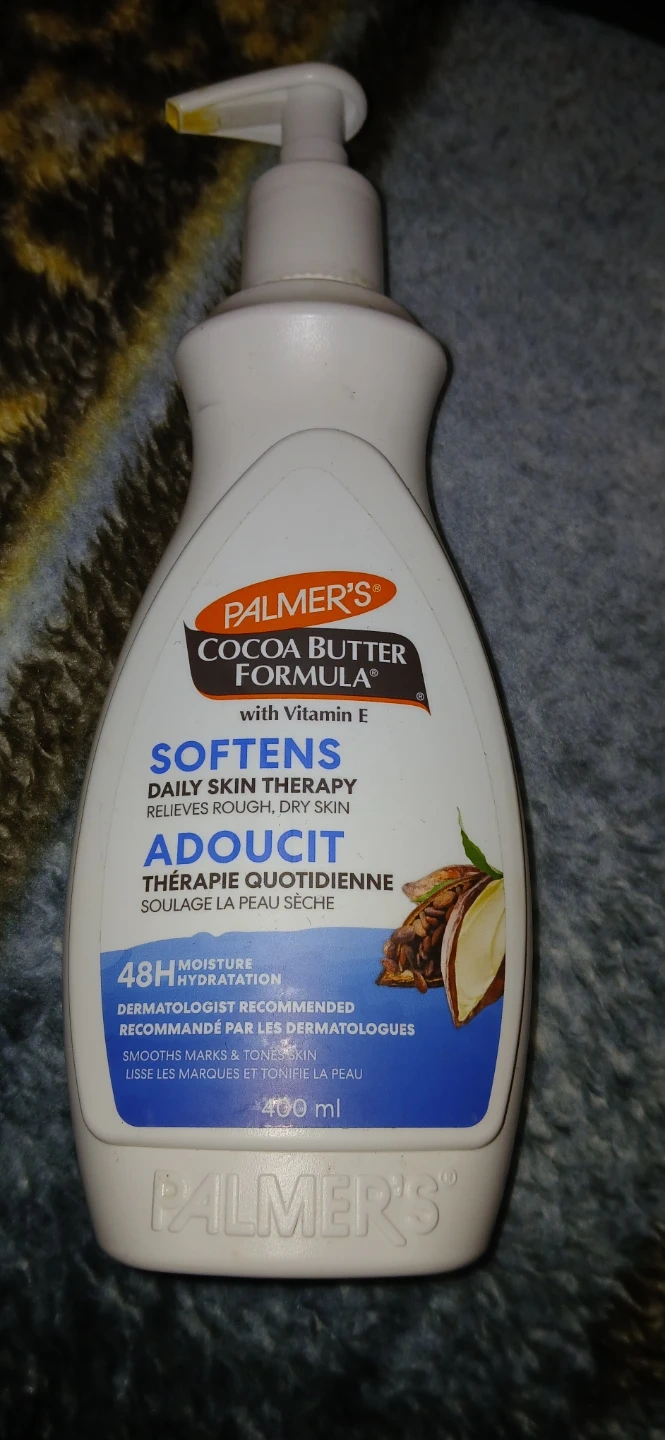 PALMER'S®
COCOA BUTTER
FORMULA®
®
with Vitamin E
SOFTENS
DAILY SKIN THERAPY
RELIEVES ROUGH, DRY SKIN
ADOUCIT
THÉRAPIE QUOTIDIENNE
SOULAGE LA PEAU SÈCHE
48H MOISTURE
HYDRATATION
DERMATOLOGIST RECOMMENDED
RECOMMANDÉ PAR LES DERMATOLOGUES
SMOOTHS MARKS & TONES SKIN
LISSE LES MARQUES ET TONIFIE LA PEAU
400 ml
PALMER'S®